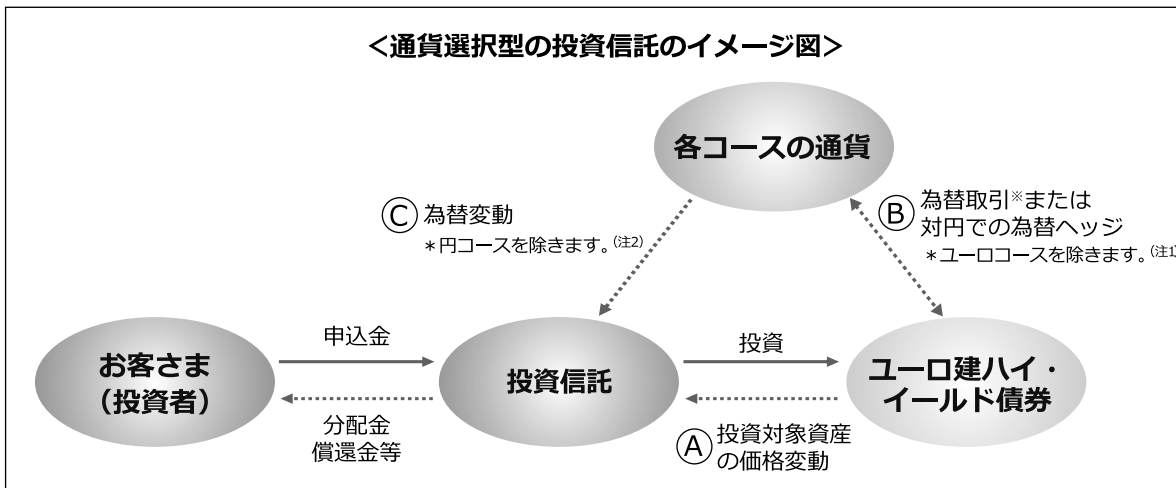 ＜通貨選択型の投資信託のイメージ図＞
各コースの通貨
Ⓒ 為替変動
＊円コースを除きます。(注2)
Ⓑ 為替取引※または
対円での為替ヘッジ
＊ユーロコースを除きます。(注1)
お客さま
（投資者）
申込金
分配金
償還金等
投資信託
投資
Ⓐ 投資対象資産
の価格変動
ユーロ建ハイ・
イールド債券